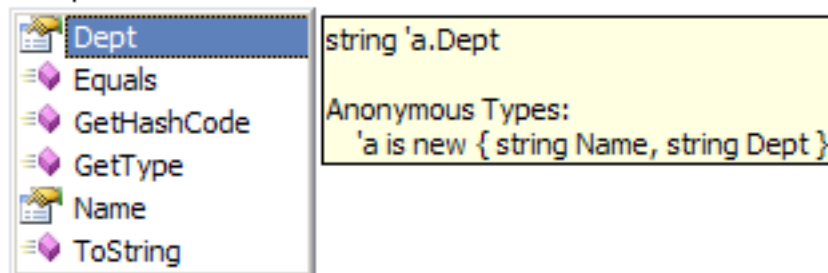 Dept
Equals
GetHashCode
GetType
Name
ToString
string 'a.Dept
Anonymous Types:
'a is new { string Name, string Dept }